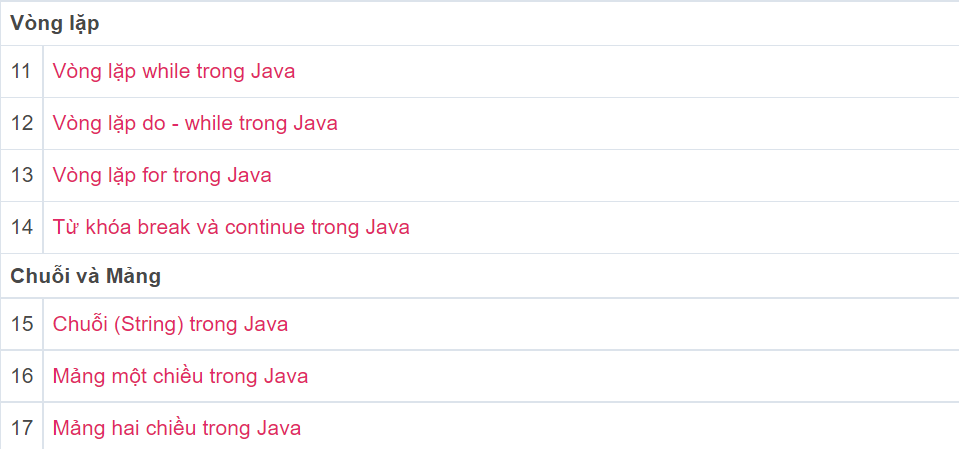 Vòng lặp
11 Vòng lặp while trong Java
12 Vòng lặp do - while trong Java
13 Vòng lặp for trong Java
14 Từ khóa break và continue trong Java
Chuỗi và Mảng
15 Chuỗi (String) trong Java
16 Mảng một chiều trong Java
17 Mảng hai chiều trong Java